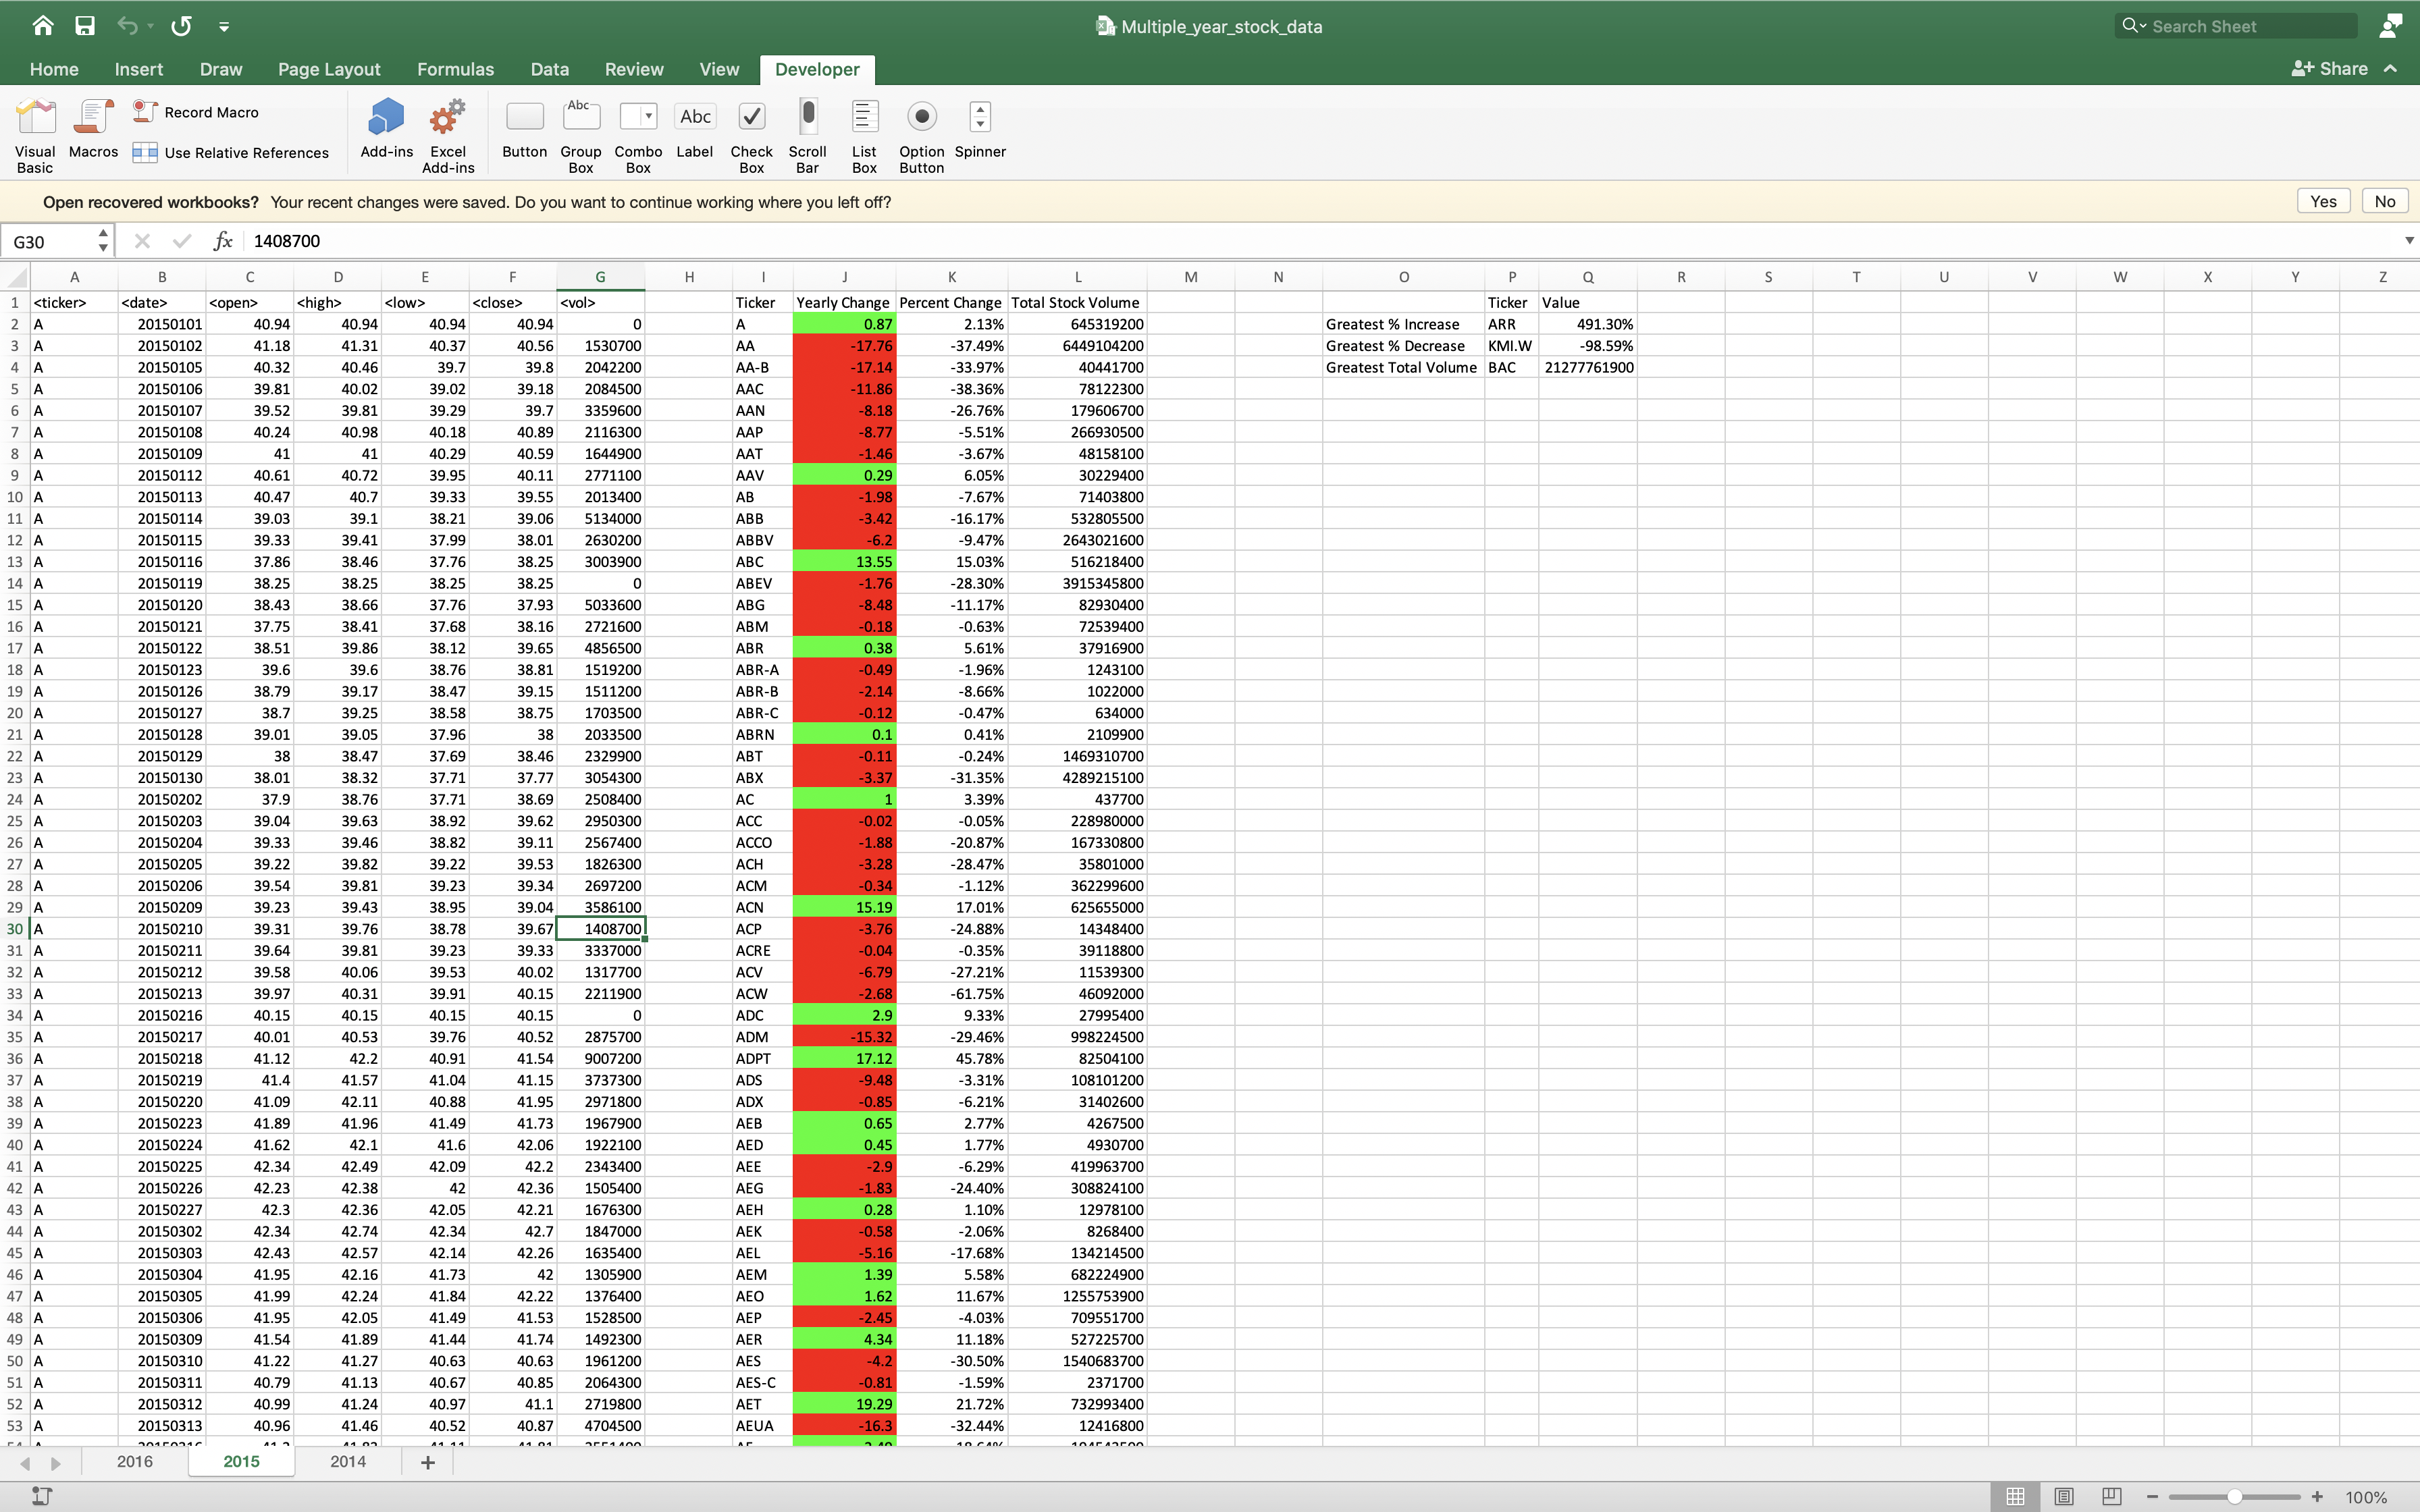 Multiple_year_stock_data
Search Sheet
Home Insert Draw Page Layout Formulas Data Review View Developer Share
Visual Basic Macros Record Macro Use Relative References Add-ins Excel Add-ins Button Group Box Combo Box Label Check Box Scroll Bar List Box Option Button Spinner
Abc Abc
Open recovered workbooks? Your recent changes were saved. Do you want to continue working where you left off? Yes No
G30 fx 1408700
A B C D E F G H I J K L M N O P Q R S T U V W X Y Z
1 <ticker> <date> <open> <high> <low> <close> <vol> Ticker Yearly Change Percent Change Total Stock Volume Ticker Value
2 A 20150101 40.94 40.94 40.94 40.94 0 A 0.87 2.13% 645319200 Greatest % Increase ARR 491.30%
3 A 20150102 41.18 41.31 40.37 40.56 1530700 AA -17.76 -37.49% 6449104200 Greatest % Decrease KMI.W -98.59%
4 A 20150105 40.32 40.46 39.7 39.8 2042200 AA-B -17.14 -33.97% 40441700 Greatest Total Volume BAC 21277761900
5 A 20150106 39.81 40.02 39.02 39.18 2084500 AAC -11.86 -38.36% 78122300
6 A 20150107 39.52 39.81 39.29 39.7 3359600 AAN -8.18 -26.76% 179606700
7 A 20150108 40.24 40.98 40.18 40.89 2116300 AAP -8.77 -5.51% 266930500
8 A 20150109 41 41 40.29 40.59 1644900 AAT -1.46 -3.67% 48158100
9 A 20150112 40.61 40.72 39.95 40.11 2771100 AAV 0.29 6.05% 30229400
10 A 20150113 40.47 40.7 39.33 39.55 2013400 AB -1.98 -7.67% 71403800
11 A 20150114 39.03 39.1 38.21 39.06 5134000 ABB -3.42 -16.17% 532805500
12 A 20150115 39.33 39.41 37.99 38.01 2630200 ABBV -6.2 -9.47% 2643021600
13 A 20150116 37.86 38.46 37.76 38.25 3003900 ABC 13.55 15.03% 516218400
14 A 20150119 38.25 38.25 38.25 38.25 0 ABEV -1.76 -28.30% 3915345800
15 A 20150120 38.43 38.66 37.76 37.93 5033600 ABG -8.48 -11.17% 82930400
16 A 20150121 37.75 38.41 37.68 38.16 2721600 ABM -0.18 -0.63% 72539400
17 A 20150122 38.51 39.86 38.12 39.65 4856500 ABR 0.38 5.61% 37916900
18 A 20150123 39.6 39.6 38.76 38.81 1519200 ABR-A -0.49 -1.96% 1243100
19 A 20150126 38.79 39.17 38.47 39.15 1511200 ABR-B -2.14 -8.66% 1022000
20 A 20150127 38.7 39.25 38.58 38.75 1703500 ABR-C -0.12 -0.47% 634000
21 A 20150128 39.01 39.05 37.96 38 2033500 ABRN 0.1 0.41% 2109900
22 A 20150129 38 38.47 37.69 38.46 2329900 ABT -0.11 -0.24% 1469310700
23 A 20150130 38.01 38.32 37.71 37.77 3054300 ABX -3.37 -31.35% 4289215100
24 A 20150202 37.9 38.76 37.71 38.69 2508400 AC 1 3.39% 437700
25 A 20150203 39.04 39.63 38.92 39.62 2950300 ACC -0.02 -0.05% 228980000
26 A 20150204 39.33 39.46 38.82 39.11 2567400 ACCO -1.88 -20.87% 167330800
27 A 20150205 39.22 39.82 39.22 39.53 1826300 ACH -3.28 -28.47% 35801000
28 A 20150206 39.54 39.81 39.23 39.34 2697200 ACM -0.34 -1.12% 362299600
29 A 20150209 39.23 39.43 38.95 39.04 3586100 ACN 15.19 17.01% 625655000
30 A 20150210 39.31 39.76 38.78 39.67 1408700 ACP -3.76 -24.88% 14348400
31 A 20150211 39.64 39.81 39.23 39.33 3337000 ACRE -0.04 -0.35% 39118800
32 A 20150212 39.58 40.06 39.53 40.02 1317700 ACV -6.79 -27.21% 11539300
33 A 20150213 39.97 40.31 39.91 40.15 2211900 ACW -2.68 -61.75% 46092000
34 A 20150216 40.15 40.15 40.15 40.15 0 ADC 2.9 9.33% 27995400
35 A 20150217 40.01 40.53 39.76 40.52 2875700 ADM -15.32 -29.46% 998224500
36 A 20150218 41.12 42.2 40.91 41.54 9007200 ADPT 17.12 45.78% 82504100
37 A 20150219 41.4 41.57 41.04 41.15 3737300 ADS -9.48 -3.31% 108101200
38 A 20150220 41.09 42.11 40.88 41.95 2971800 ADX -0.85 -6.21% 31402600
39 A 20150223 41.89 41.96 41.49 41.73 1967900 AEB 0.65 2.77% 4267500
40 A 20150224 41.62 42.1 41.6 42.06 1922100 AED 0.45 1.77% 4930700
41 A 20150225 42.34 42.49 42.09 42.2 2343400 AEE -2.9 -6.29% 419963700
42 A 20150226 42.23 42.38 42 42.36 1505400 AEG -1.83 -24.40% 308824100
43 A 20150227 42.3 42.36 42.05 42.21 1676300 AEH 0.28 1.10% 12978100
44 A 20150302 42.34 42.74 42.34 42.7 1847000 AEK -0.58 -2.06% 8268400
45 A 20150303 42.43 42.57 42.14 42.26 1635400 AEL -5.16 -17.68% 134214500
46 A 20150304 41.95 42.16 41.73 42 1305900 AEM 1.39 5.58% 682224900
47 A 20150305 41.99 42.24 41.84 42.22 1376400 AEO 1.62 11.67% 1255753900
48 A 20150306 41.95 42.05 41.49 41.53 1528500 AEP -2.45 -4.03% 709551700
49 A 20150309 41.54 41.89 41.44 41.74 1492300 AER 4.34 11.18% 527225700
50 A 20150310 41.22 41.27 40.63 40.63 1961200 AES -4.2 -30.50% 1540683700
51 A 20150311 40.79 41.13 40.67 40.85 2064300 AES-C -0.81 -1.59% 2371700
52 A 20150312 40.99 41.24 40.97 41.1 2719800 AET 19.29 21.72% 732993400
53 A 20150313 40.96 41.46 40.52 40.87 4704500 AEUA -16.3 -32.44% 12416800
2016 2015 2014
100%